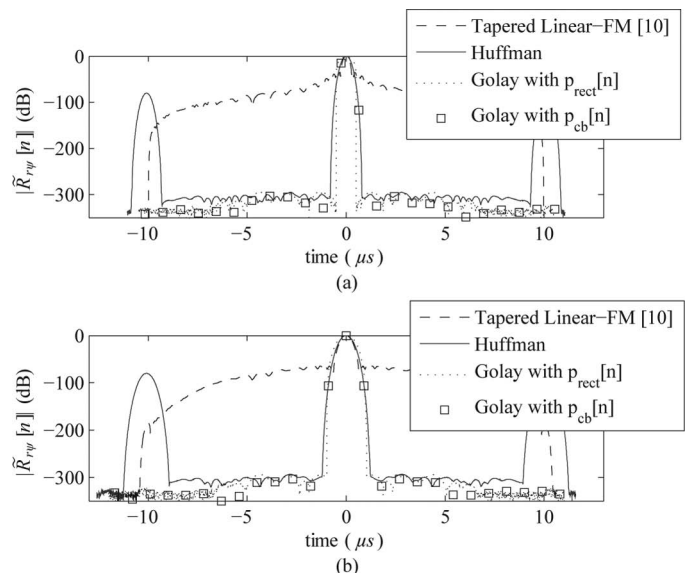 Tapered Linear−FM [10]
Huffman
Golay with p_rect[n]
Golay with p_cb[n]
0
−100
−200
−300
|R̃_rψ [n]| (dB)
−10 −5 0 5 10
time ( μs )
(a)
Tapered Linear−FM [10]
Huffman
Golay with p_rect[n]
Golay with p_cb[n]
0
−100
−200
−300
|R̃_rψ [n]| (dB)
−10 −5 0 5 10
time ( μs )
(b)